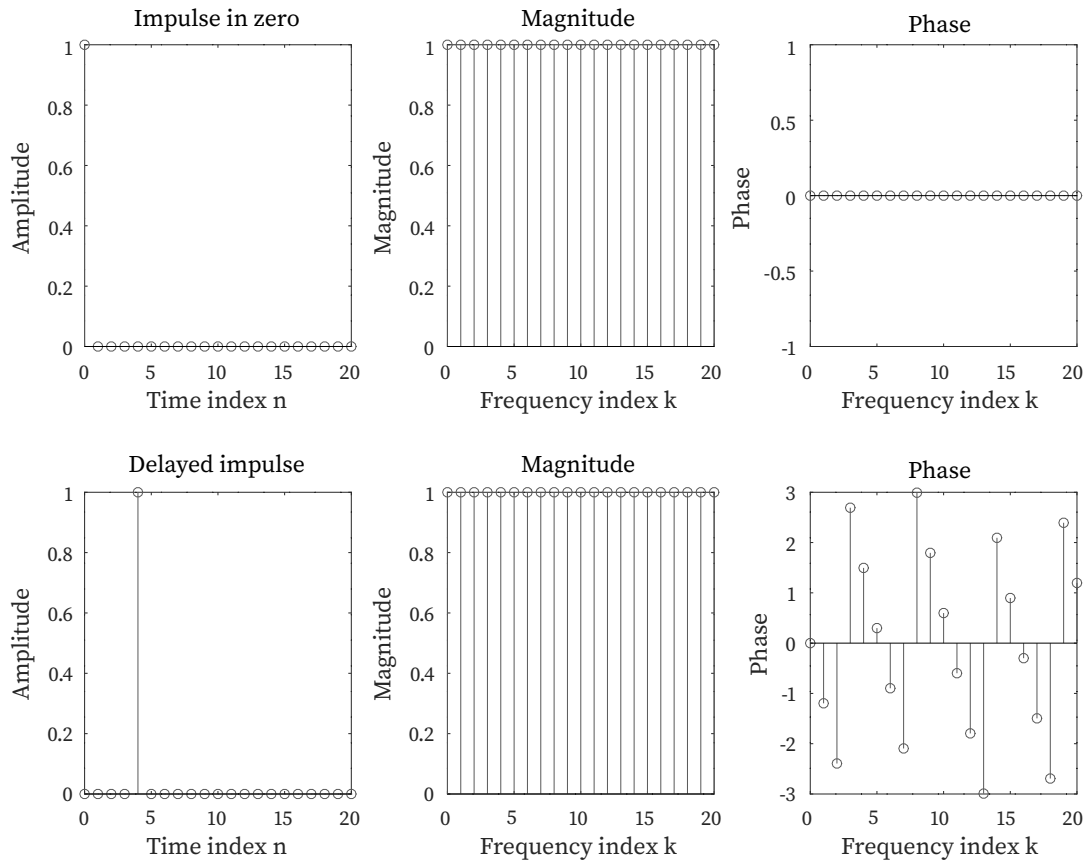 Impulse in zero
Amplitude
1
0.8
0.6
0.4
0.2
0
0 5 10 15 20
Time index n
Magnitude
Magnitude
1
0.8
0.6
0.4
0.2
0
0 5 10 15 20
Frequency index k
Phase
Phase
1
0.5
0
-0.5
-1
0 5 10 15 20
Frequency index k
Delayed impulse
Amplitude
1
0.8
0.6
0.4
0.2
0
0 5 10 15 20
Time index n
Magnitude
Magnitude
1
0.8
0.6
0.4
0.2
0
0 5 10 15 20
Frequency index k
Phase
Phase
3
2
1
0
-1
-2
-3
0 5 10 15 20
Frequency index k